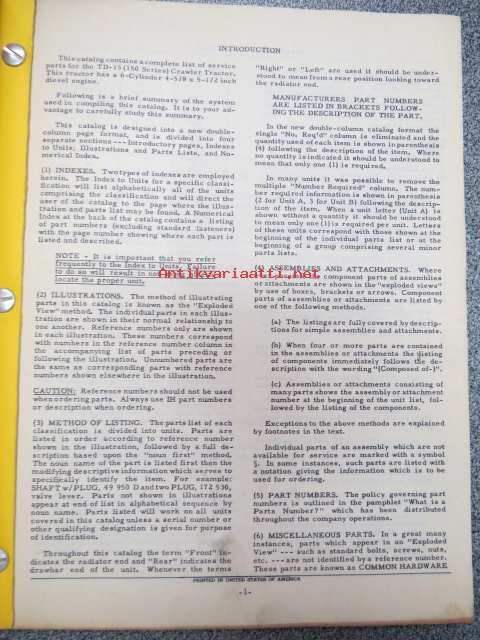 INTRODUCTION
This catalog contains a complete list of service
parts for the TD-15 (150 Series) Crawler Tractor.
This tractor has a 6-Cylinder 4-5/8 x 5-1/2 inch
diesel engine.
Following is a brief summary of the system
used in compiling this catalog. It is to your ad-
vantage to carefully study this summary.
This catalog is designed into a new double-
column page format, and is divided into four
separate sections --- Introductory pages, Indexes
to Units, Illustrations and Parts Lists, and Nu-
merical Index.
(1) INDEXES. Two types of indexes are employed
herein. The Index to Units for a specific classi-
fication will list alphabetically all of the units
comprising the classification and will direct the
user of the catalog to the page where the illus-
tration and parts list may be found. A Numerical
Index at the back of the catalog contains a listing
of part numbers (excluding standard fasteners)
with the page number showing where each part is
listed and described.
NOTE - It is important that you refer
frequently to the Index to Units. Failure
to do so will result in
locate the proper unit.
(2) ILLUSTRATIONS. The method of illustrating
parts in this catalog is known as the "Exploded
View" method. The individual parts in each illus-
tration are shown in their normal relationship to
one another. Reference numbers only are shown
in each illustration. These numbers correspond
with numbers in the reference number column in
the accompanying list of parts preceding or
following the illustration. Unnumbered parts are
the same as corresponding parts with reference
numbers shown elsewhere in the illustration.
CAUTION: Reference numbers should not be used
when ordering parts. Always use IH part numbers
or description when ordering.
(3) METHOD OF LISTING. The parts list of each
classification is divided into units. Parts are
listed in order according to reference number
shown in the illustration, followed by a full de-
scription based upon the "noun first" method.
The noun name of the part is listed first then the
modifying descriptive information which serves to
specifically identify the item. For example:
SHAFT w/PLUG, 49 950 D and two PLUG, 172 538,
valve lever. Parts not shown in illustrations
appear at end of list in alphabetical sequence by
noun name. Parts listed will work on all units
covered in this catalog unless a serial number or
other qualifying designation is given for purpose
of identification.
Throughout this catalog the term "Front" in-
dicates the radiator end and "Rear" indicates the
drawbar end of the unit. Whenever the terms
"Right" or "Left" are used it should be under-
stood to mean from a rear position looking toward
the radiator end.
MANUFACTURERS PART NUMBERS
ARE LISTED IN BRACKETS FOLLOW-
ING THE DESCRIPTION OF THE PART.
In the new double-column catalog format the
single "No. Req'd" column is eliminated and the
quantity used of each item is shown in parenthesis
(4) following the description of the item. Where
no quantity is indicated it should be understood to
mean that only one (1) is required.
In many units it was possible to remove the
multiple "Number Required" column. The num-
ber required information is shown in parenthesis
(2 for Unit A, 3 for Unit B) following the descrip-
tion of the item. When a unit letter (Unit A) is
shown without a quantity it should be understood
to mean only one (1) is required per unit. Letters
of these units correspond with those shown at the
beginning of the individual parts list or at the
beginning of a group comprising several minor
parts lists.
(4) ASSEMBLIES AND ATTACHMENTS. Where
component parts of assemblies
or attachments are shown in the "exploded views"
by use of boxes, brackets or arrows. Component
parts of assemblies or attachments are listed by
one of the following methods.
(a) The listings are fully covered by descrip-
tions for simple assemblies and attachments.
(b) When four or more parts are contained
in the assemblies or attachments the listing
of components immediately follows the de-
scription with the wording "[Composed of-]".
(c) Assemblies or attachments consisting of
many parts shows the assembly or attachment
number at the beginning of the unit list, fol-
lowed by the listing of the components.
Exceptions to the above methods are explained
by footnotes in the text.
Individual parts of an assembly which are not
available for service are marked with a symbol
§. In some instances, such parts are listed with
a notation giving the information which is to be
used for ordering.
(5) PART NUMBERS. The policy governing part
numbers is outlined in the pamphlet "What is a
Parts Number?" which has been distributed
throughout the company operations.
(6) MISCELLANEOUS PARTS. In a great many
instances, parts which appear in an "Exploded
View" --- such as standard bolts, screws, nuts,
etc. --- are not identified by a reference number.
These parts are known as COMMON HARDWARE
PRINTED IN UNITED STATES OF AMERICA
-1-
Antikvariaatti.net